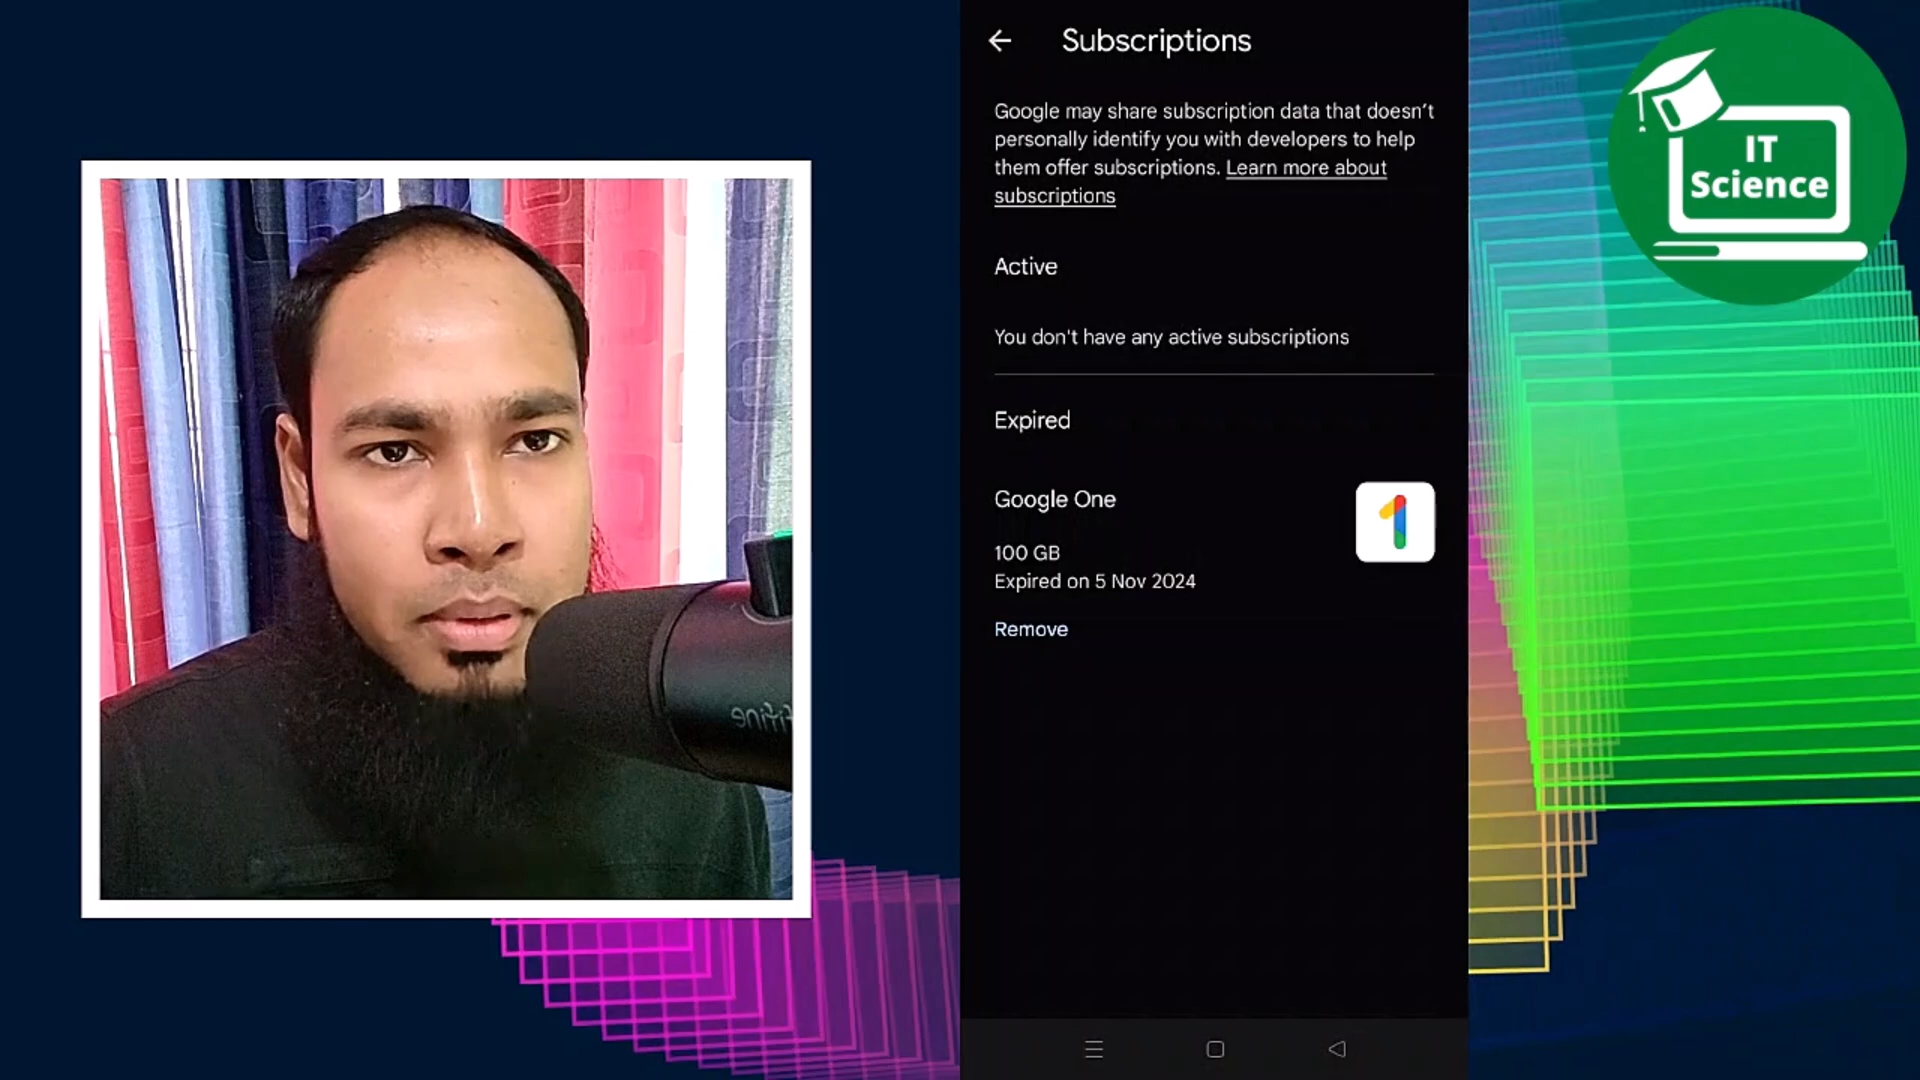 Subscriptions
Google may share subscription data that doesn't
personally identify you with developers to help
them offer subscriptions. Learn more about
subscriptions
Active
You don't have any active subscriptions
Expired
Google One
100 GB
Expired on 5 Nov 2024
Remove
IT
Science
fifine